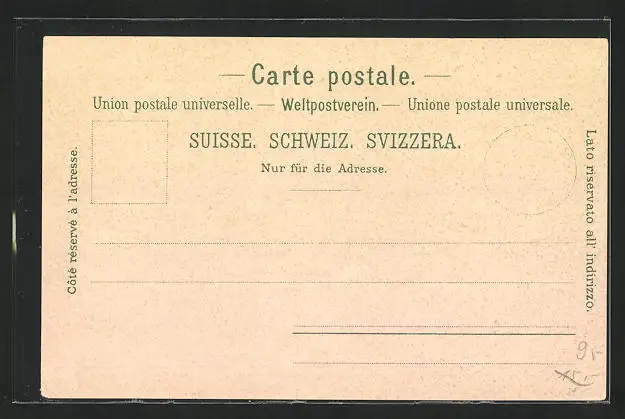 — Carte postale. —
Union postale universelle. — Weltpostverein. — Unione postale universale.
SUISSE. SCHWEIZ. SVIZZERA.
Nur für die Adresse.
Côté réservé à l'adresse.
Lato riservato all' indirizzo.
9.-